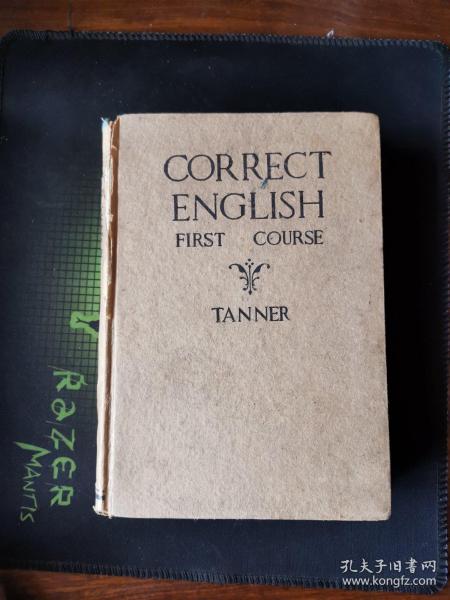 CORRECT
ENGLISH
FIRST COURSE
TANNER
RAZER
MANTIS
孔夫子旧书网
www.kongfz.com